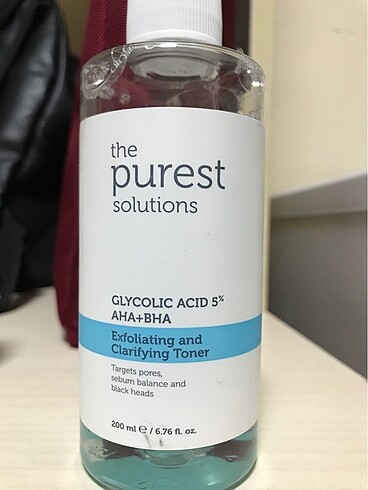 the
purest
solutions
GLYCOLIC ACID 5%
AHA+BHA
Exfoliating and
Clarifying Toner
Targets pores,
sebum balance and
black heads
200 ml ℮ / 6.76 fl. oz.